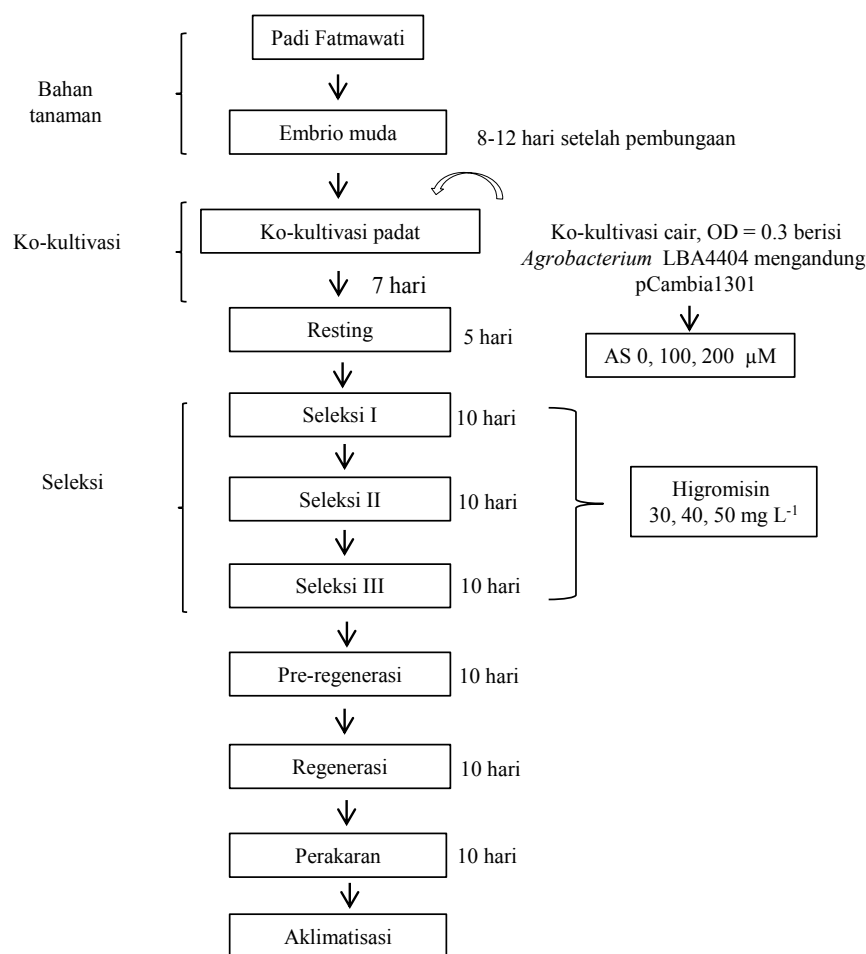 Padi Fatmawati
Bahan
tanaman
Embrio muda
8-12 hari setelah pembungaan
Ko-kultivasi
Ko-kultivasi padat
Ko-kultivasi cair, OD = 0.3 berisi
Agrobacterium LBA4404 mengandung
pCambia1301
7 hari
Resting
5 hari
AS 0, 100, 200 µM
Seleksi I
10 hari
Seleksi
Seleksi II
10 hari
Higromisin
30, 40, 50 mg L⁻¹
Seleksi III
10 hari
Pre-regenerasi
10 hari
Regenerasi
10 hari
Perakaran
10 hari
Aklimatisasi